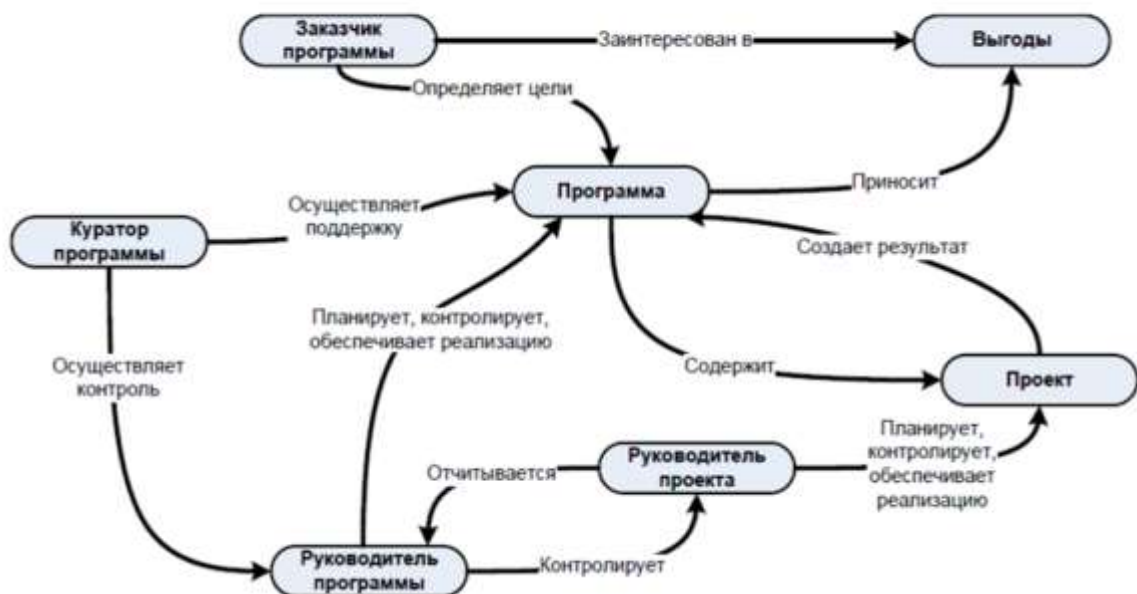 Заказчик
программы
Заинтересован в
Выгоды
Определяет цели
Программа
Приносит
Осуществляет
поддержку
Куратор
программы
Создает результат
Планирует, контролирует,
обеспечивает реализацию
Осуществляет
контроль
Содержит
Проект
Планирует,
контролирует,
обеспечивает
реализацию
Руководитель
проекта
Отчитывается
Руководитель
программы
Контролирует